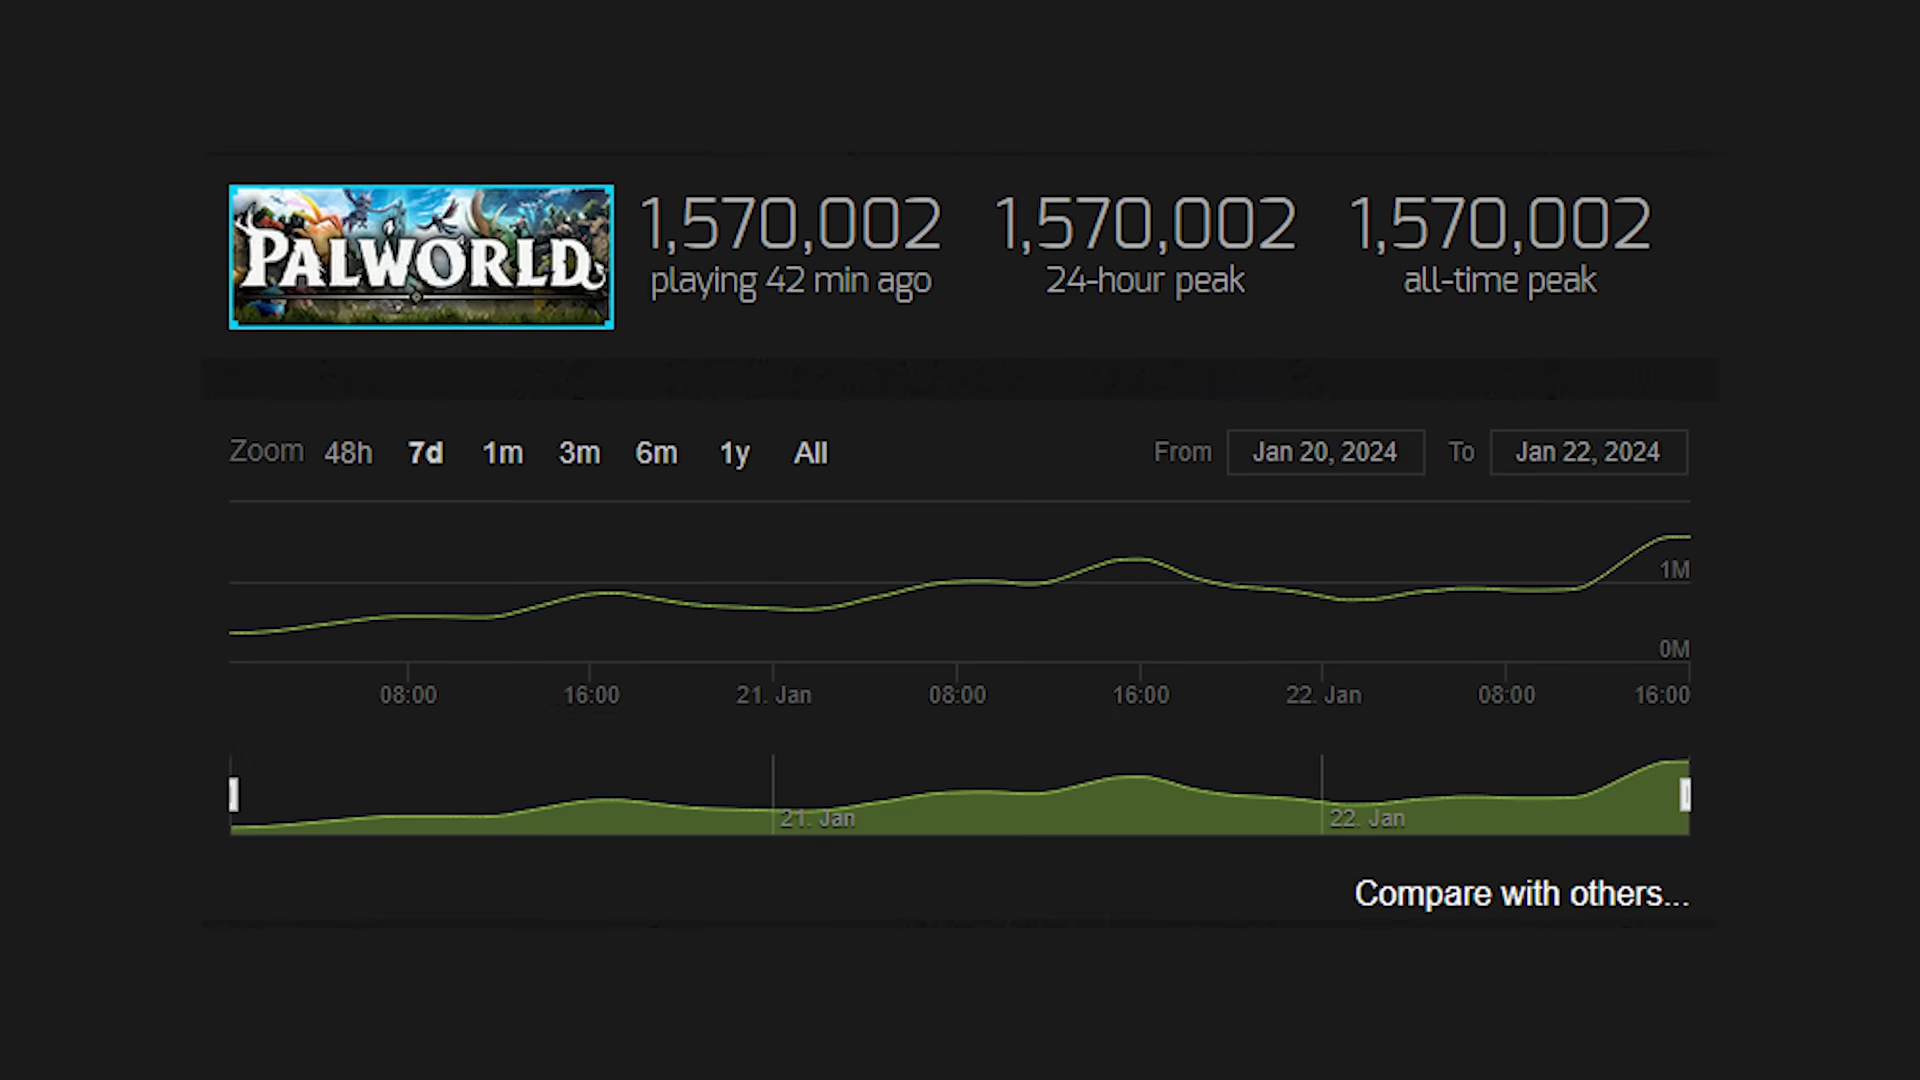 PALWORLD
1,570,002 1,570,002 1,570,002
playing 42 min ago 24-hour peak all-time peak
Zoom 48h 7d 1m 3m 6m 1y All From Jan 20, 2024 To Jan 22, 2024
1M
0M
08:00 16:00 21. Jan 08:00 16:00 22. Jan 08:00 16:00
21. Jan 22. Jan
Compare with others...